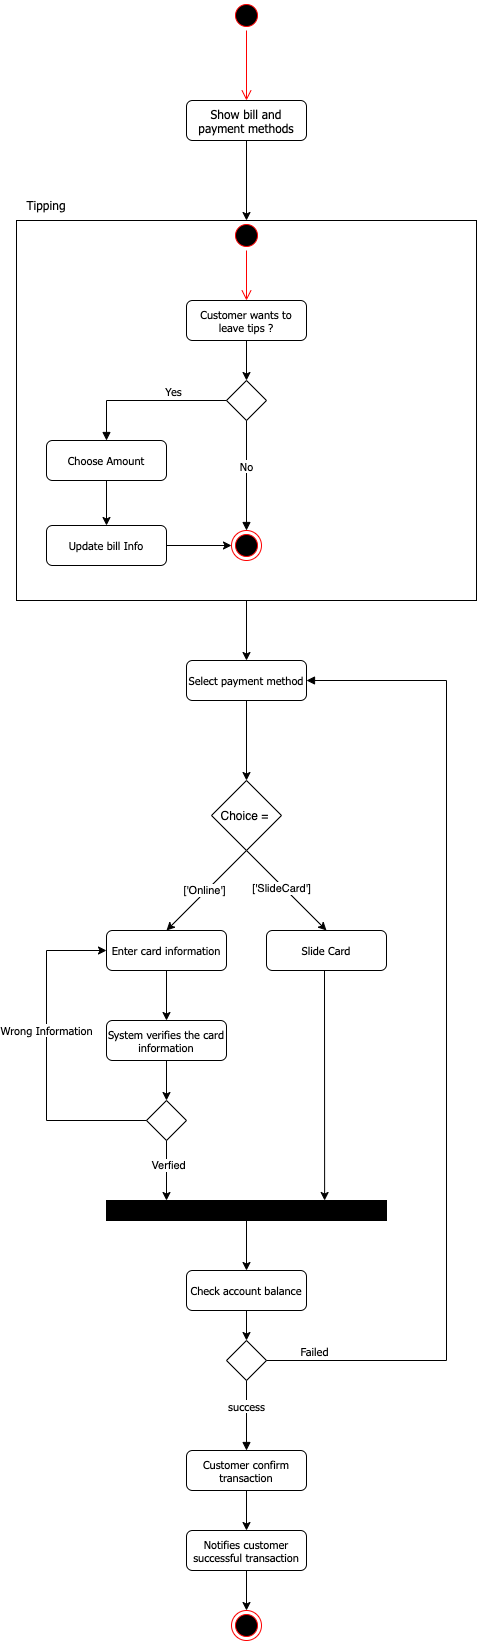 Show bill and
payment methods
Tipping
Customer wants to
leave tips ?
Yes
Choose Amount
No
Update bill Info
Select payment method
Choice =
['Online']
['SlideCard']
Enter card information
Slide Card
Wrong Information
System verifies the card
information
Verfied
Check account balance
Failed
success
Customer confirm
transaction
Notifies customer
successful transaction